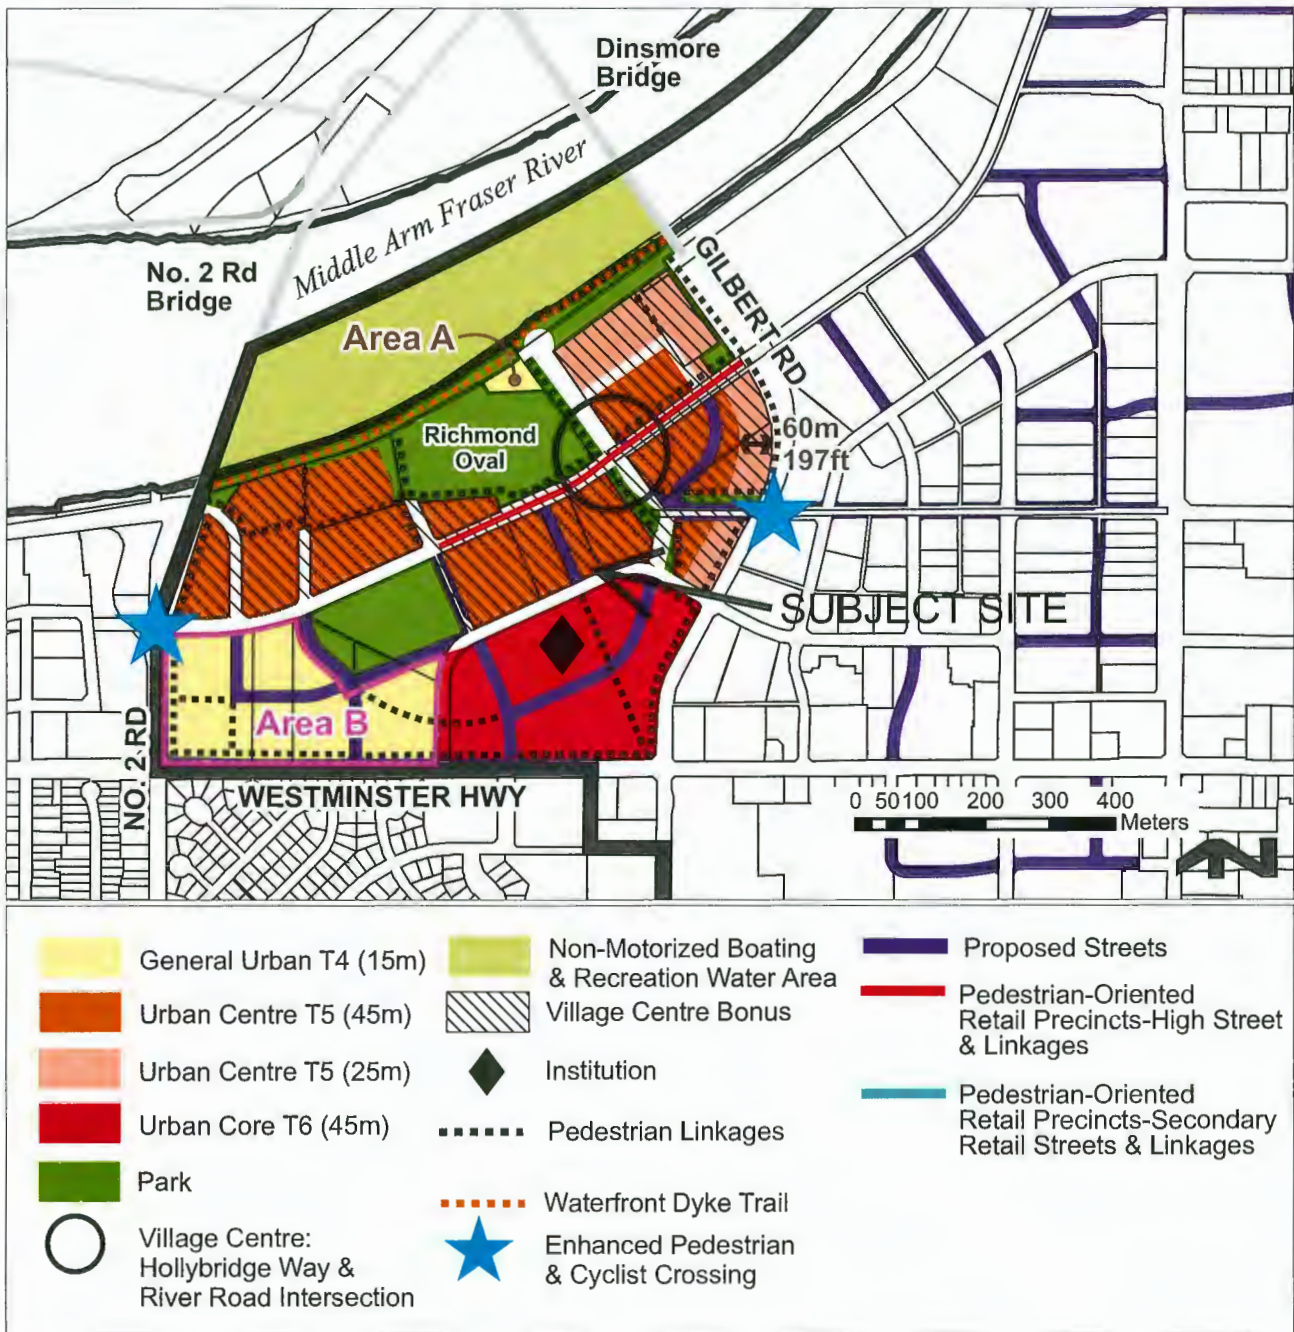 Dinsmore
Bridge
Middle Arm Fraser River
No. 2 Rd
Bridge
GILBERT RD
Area A
Richmond
Oval
60m
197ft
SUBJECT SITE
Area B
NO. 2 RD
WESTMINSTER HWY
0 50 100 200 300 400
Meters
General Urban T4 (15m)
Urban Centre T5 (45m)
Urban Centre T5 (25m)
Urban Core T6 (45m)
Park
Village Centre:
Hollybridge Way &
River Road Intersection
Non-Motorized Boating
& Recreation Water Area
Village Centre Bonus
Institution
Pedestrian Linkages
Waterfront Dyke Trail
Enhanced Pedestrian
& Cyclist Crossing
Proposed Streets
Pedestrian-Oriented
Retail Precincts-High Street
& Linkages
Pedestrian-Oriented
Retail Precincts-Secondary
Retail Streets & Linkages